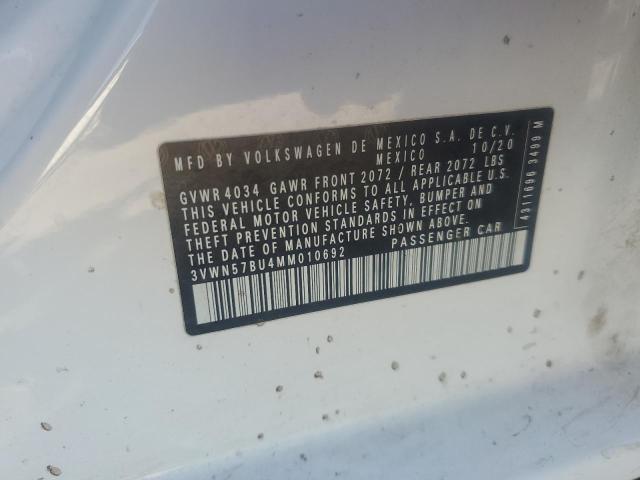 MFD BY VOLKSWAGEN DE MEXICO S.A. DE C.V.
MEXICO 10/20
GVWR 4034 GAWR FRONT 2072 / REAR 2072 LBS
THIS VEHICLE CONFORMS TO ALL APPLICABLE U.S.
FEDERAL MOTOR VEHICLE SAFETY, BUMPER AND
THEFT PREVENTION STANDARDS IN EFFECT ON
THE DATE OF MANUFACTURE SHOWN ABOVE.
3VWN57BU4MM010692 PASSENGER CAR
4311696 3499 M